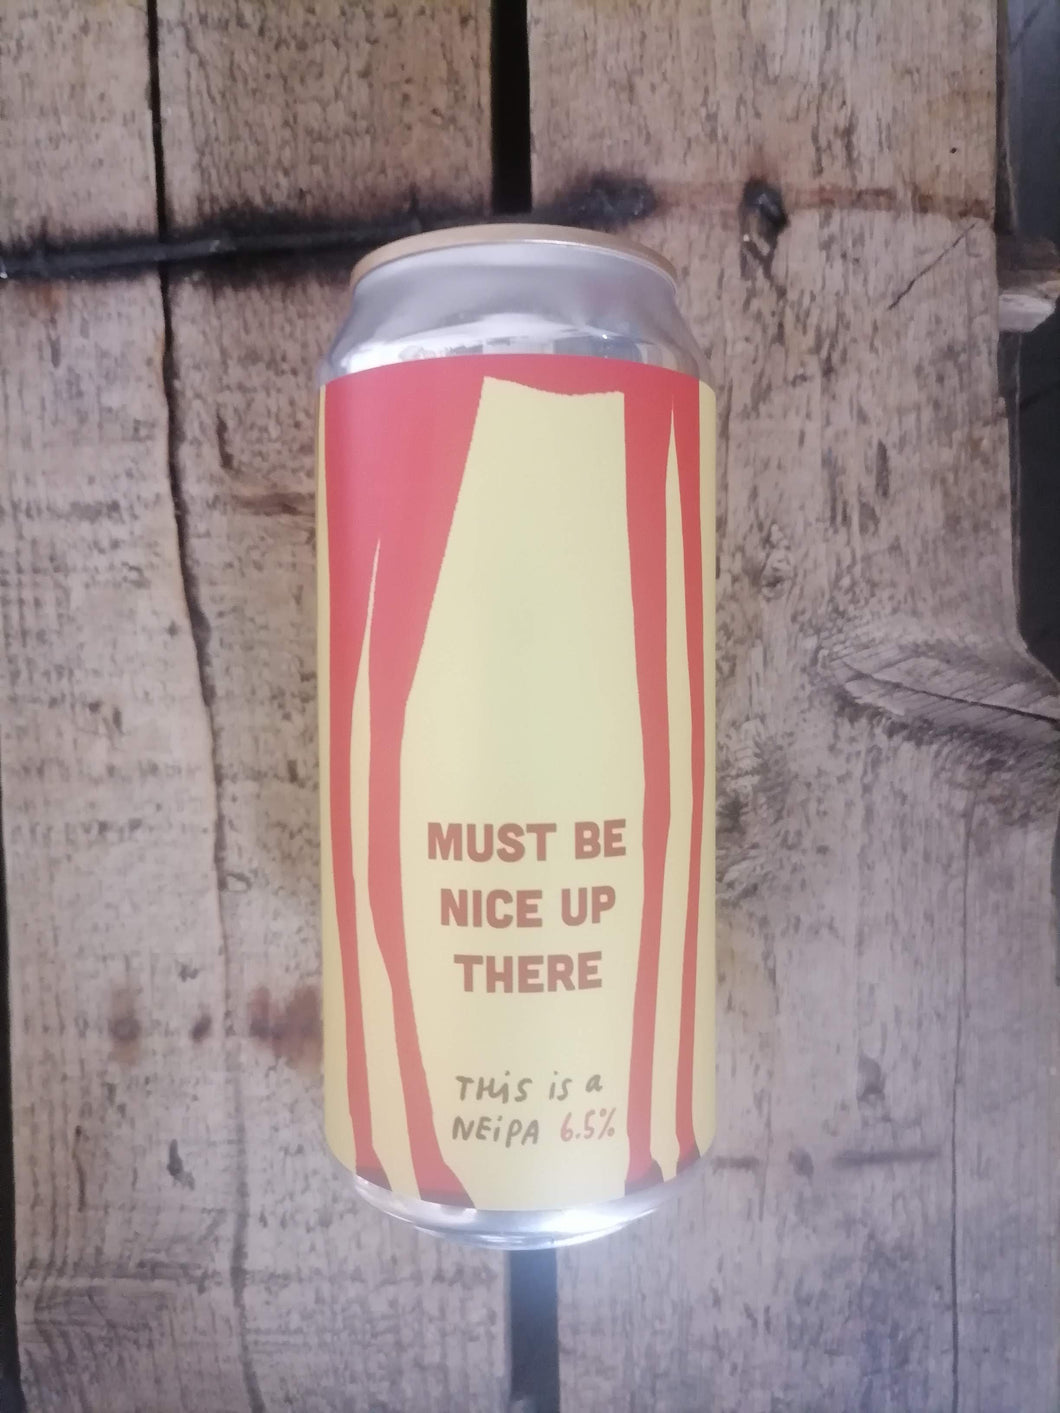 MUST BE
NICE UP
THERE
THiS iS a
NEiPA 6.5%